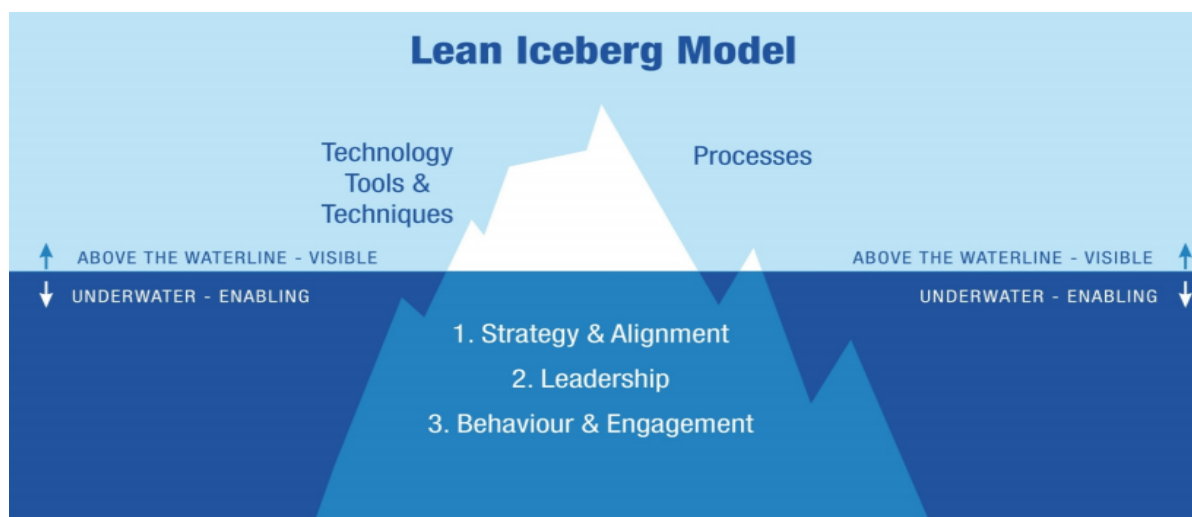 Lean Iceberg Model
Technology
Tools &
Techniques
Processes
ABOVE THE WATERLINE - VISIBLE
ABOVE THE WATERLINE - VISIBLE
UNDERWATER - ENABLING
UNDERWATER - ENABLING
1. Strategy & Alignment
2. Leadership
3. Behaviour & Engagement